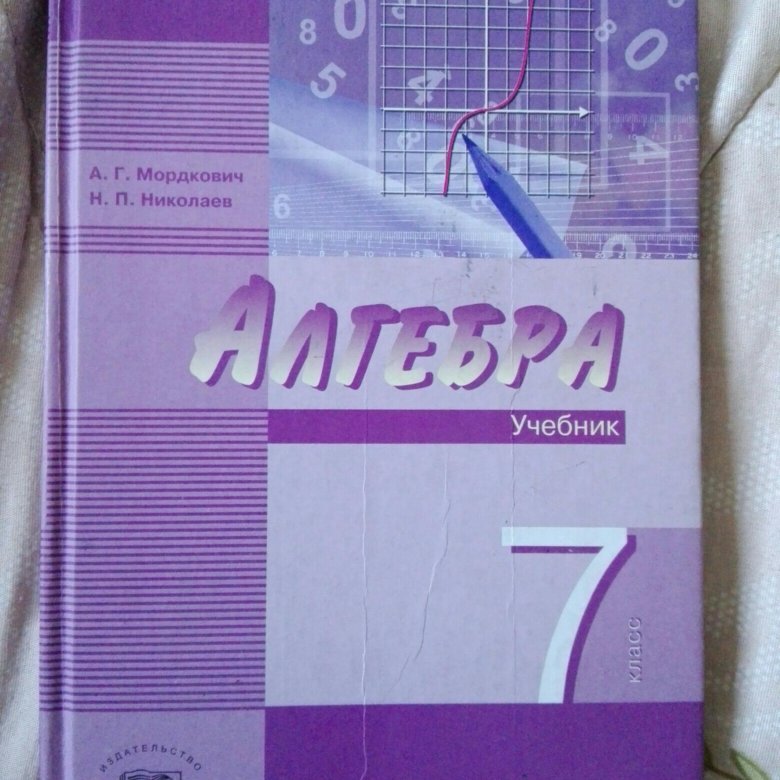 А. Г. Мордкович
Н. П. Николаев
АЛГЕБРА
Учебник
7
класс
ИЗДАТЕЛЬСТВО